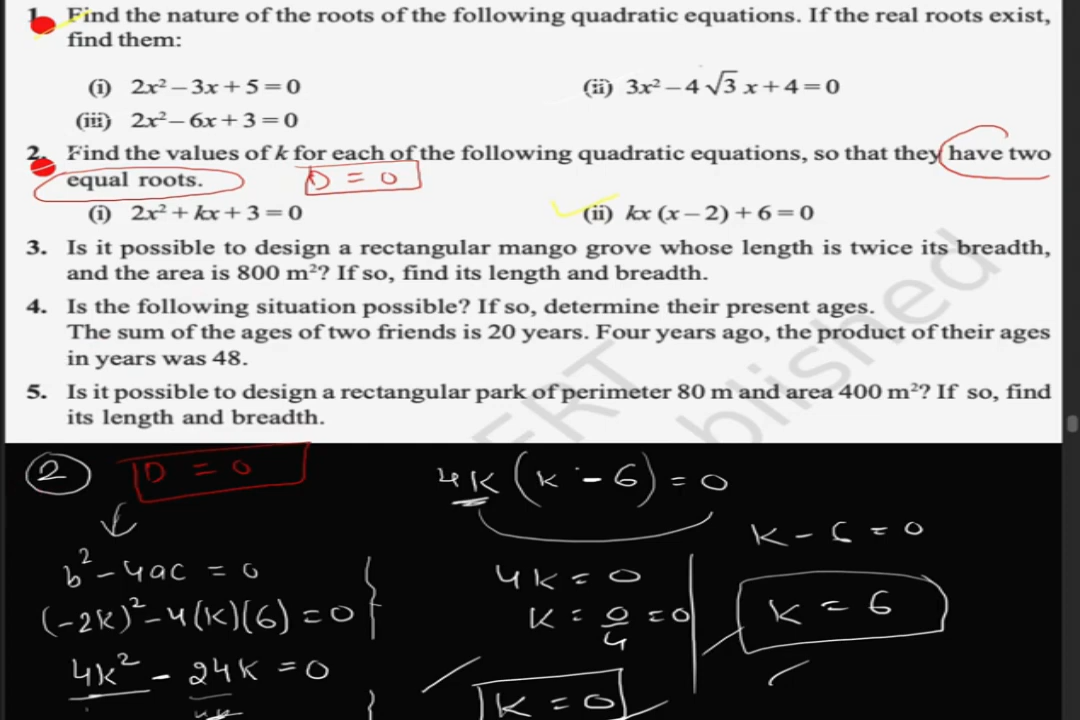 1. Find the nature of the roots of the following quadratic equations. If the real roots exist,
find them:
(i) 2x² – 3x + 5 = 0
(ii) 3x² – 4√3 x + 4 = 0
(iii) 2x² – 6x + 3 = 0
2. Find the values of k for each of the following quadratic equations, so that they have two
equal roots.
D = 0
(i) 2x² + kx + 3 = 0
(ii) kx (x – 2) + 6 = 0
3. Is it possible to design a rectangular mango grove whose length is twice its breadth,
and the area is 800 m²? If so, find its length and breadth.
4. Is the following situation possible? If so, determine their present ages.
The sum of the ages of two friends is 20 years. Four years ago, the product of their ages
in years was 48.
5. Is it possible to design a rectangular park of perimeter 80 m and area 400 m²? If so, find
its length and breadth.
ERT
blished
2
D = 0
b² - 4ac = 0
(-2k)² - 4(k)(6) = 0
4k² - 24k = 0
4k (k - 6) = 0
4k = 0
k = 0/4 = 0
k = 0
k - 6 = 0
k = 6